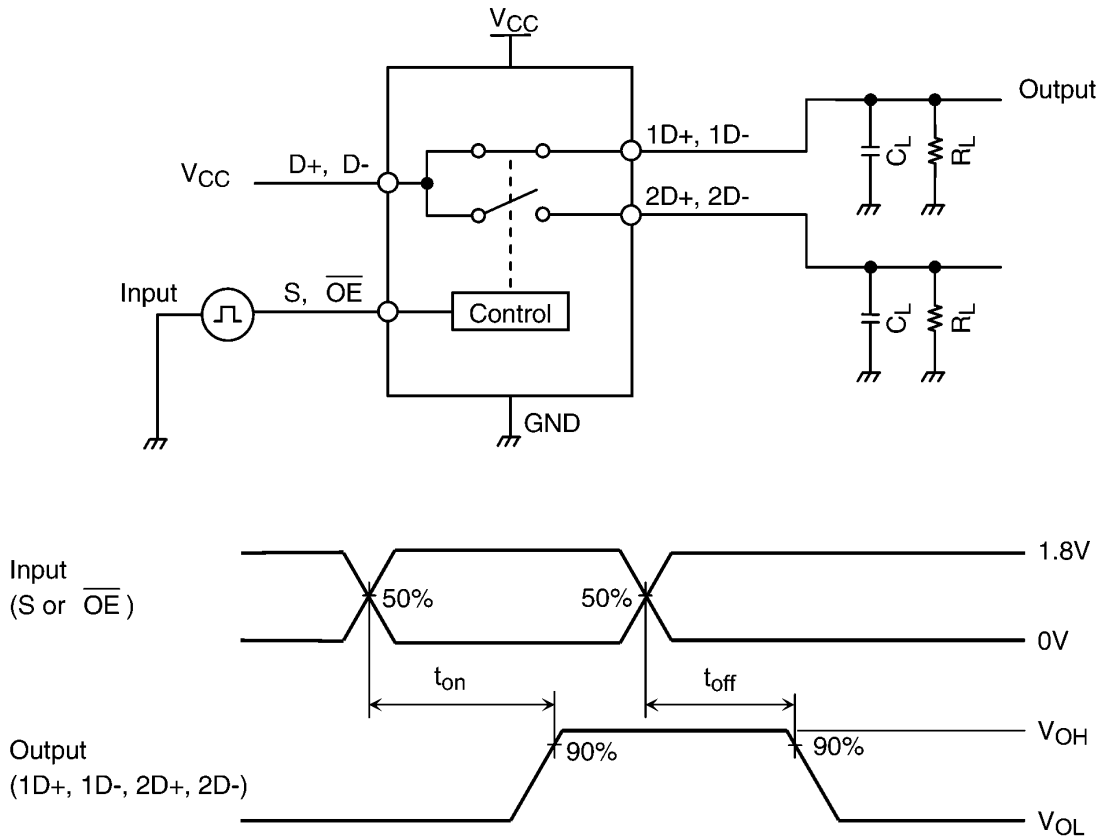 VCC
Output
1D+, 1D-
D+, D-
VCC
CL
RL
2D+, 2D-
Input
S, OE
Control
CL
RL
GND
1.8V
Input
(S or OE)
50%
50%
0V
ton
toff
Output
(1D+, 1D-, 2D+, 2D-)
90%
90%
VOH
VOL